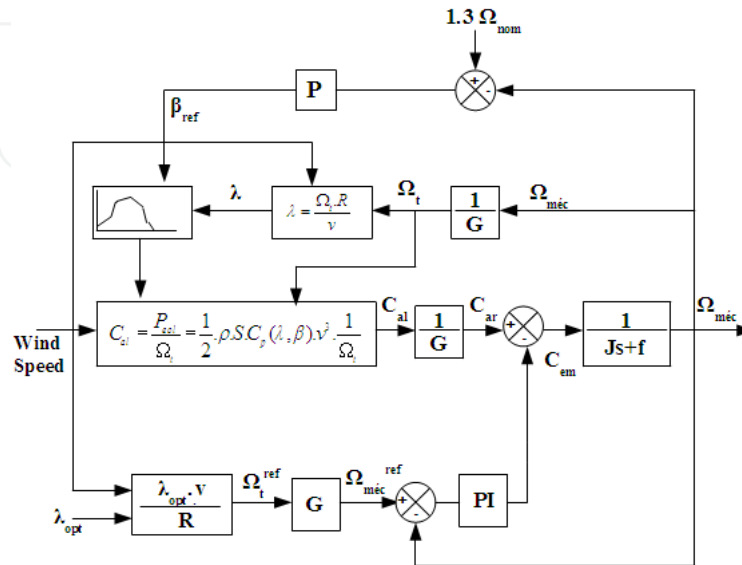 1.3 Ω_nom
+
-
P
β_ref
λ
λ = Ω_t.R / v
Ω_t
1 / G
Ω_méc
C_al = P_aal / Ω_t = 1/2 .ρ.S.C_p(λ,β).v³. 1/Ω_t
C_al
1 / G
C_ar
+
-
C_em
1 / Js+f
Ω_méc
Wind
Speed
λ_opt
λ_opt.v / R
Ω_t^ref
G
Ω_méc^ref
+
-
PI